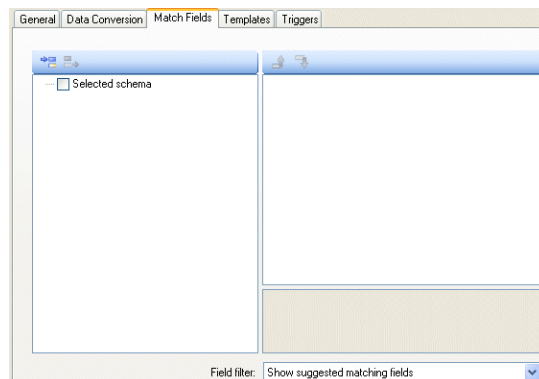 General Data Conversion Match Fields Templates Triggers
Selected schema
Field filter: Show suggested matching fields